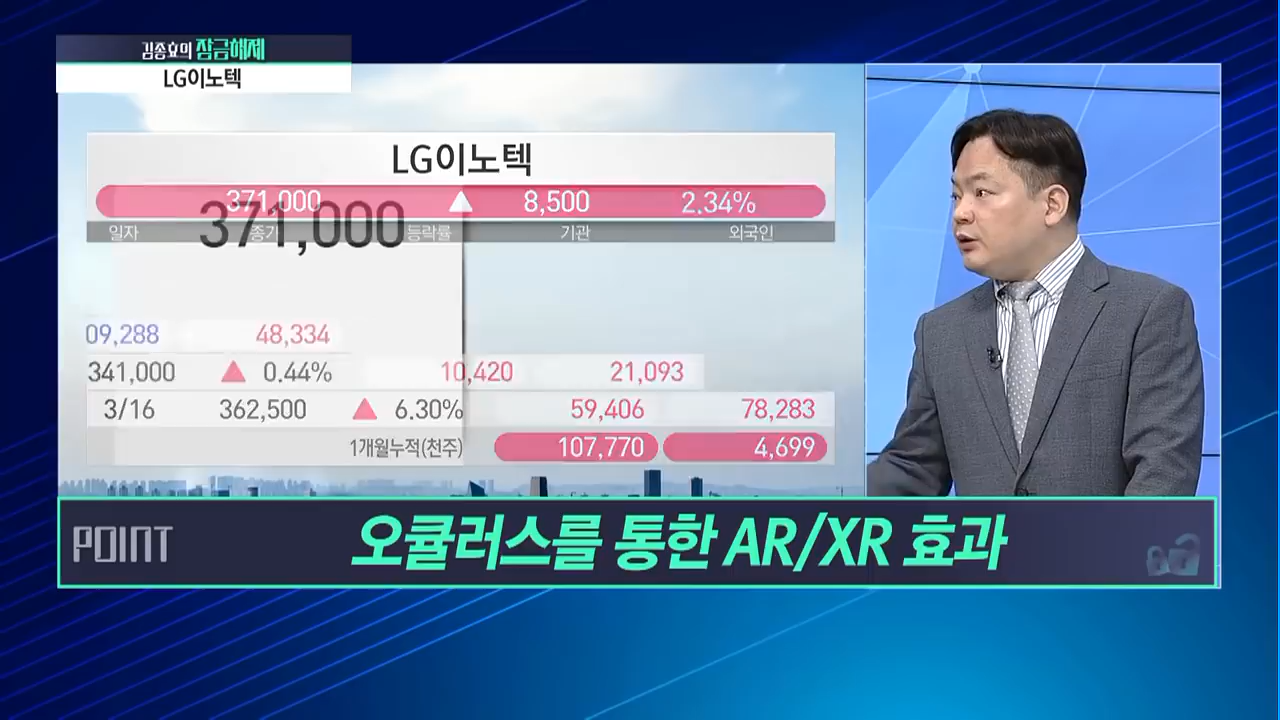 김종효의 잠금해제
LG이노텍
LG이노텍
371,000 ▲ 8,500 2.34%
371,000
일자 종가 등락률 기관 외국인
09,288 48,334
341,000 ▲ 0.44% 10,420 21,093
3/16 362,500 ▲ 6.30% 59,406 78,283
1개월누적(천주) 107,770 4,699
POINT 오큘러스를 통한 AR/XR 효과